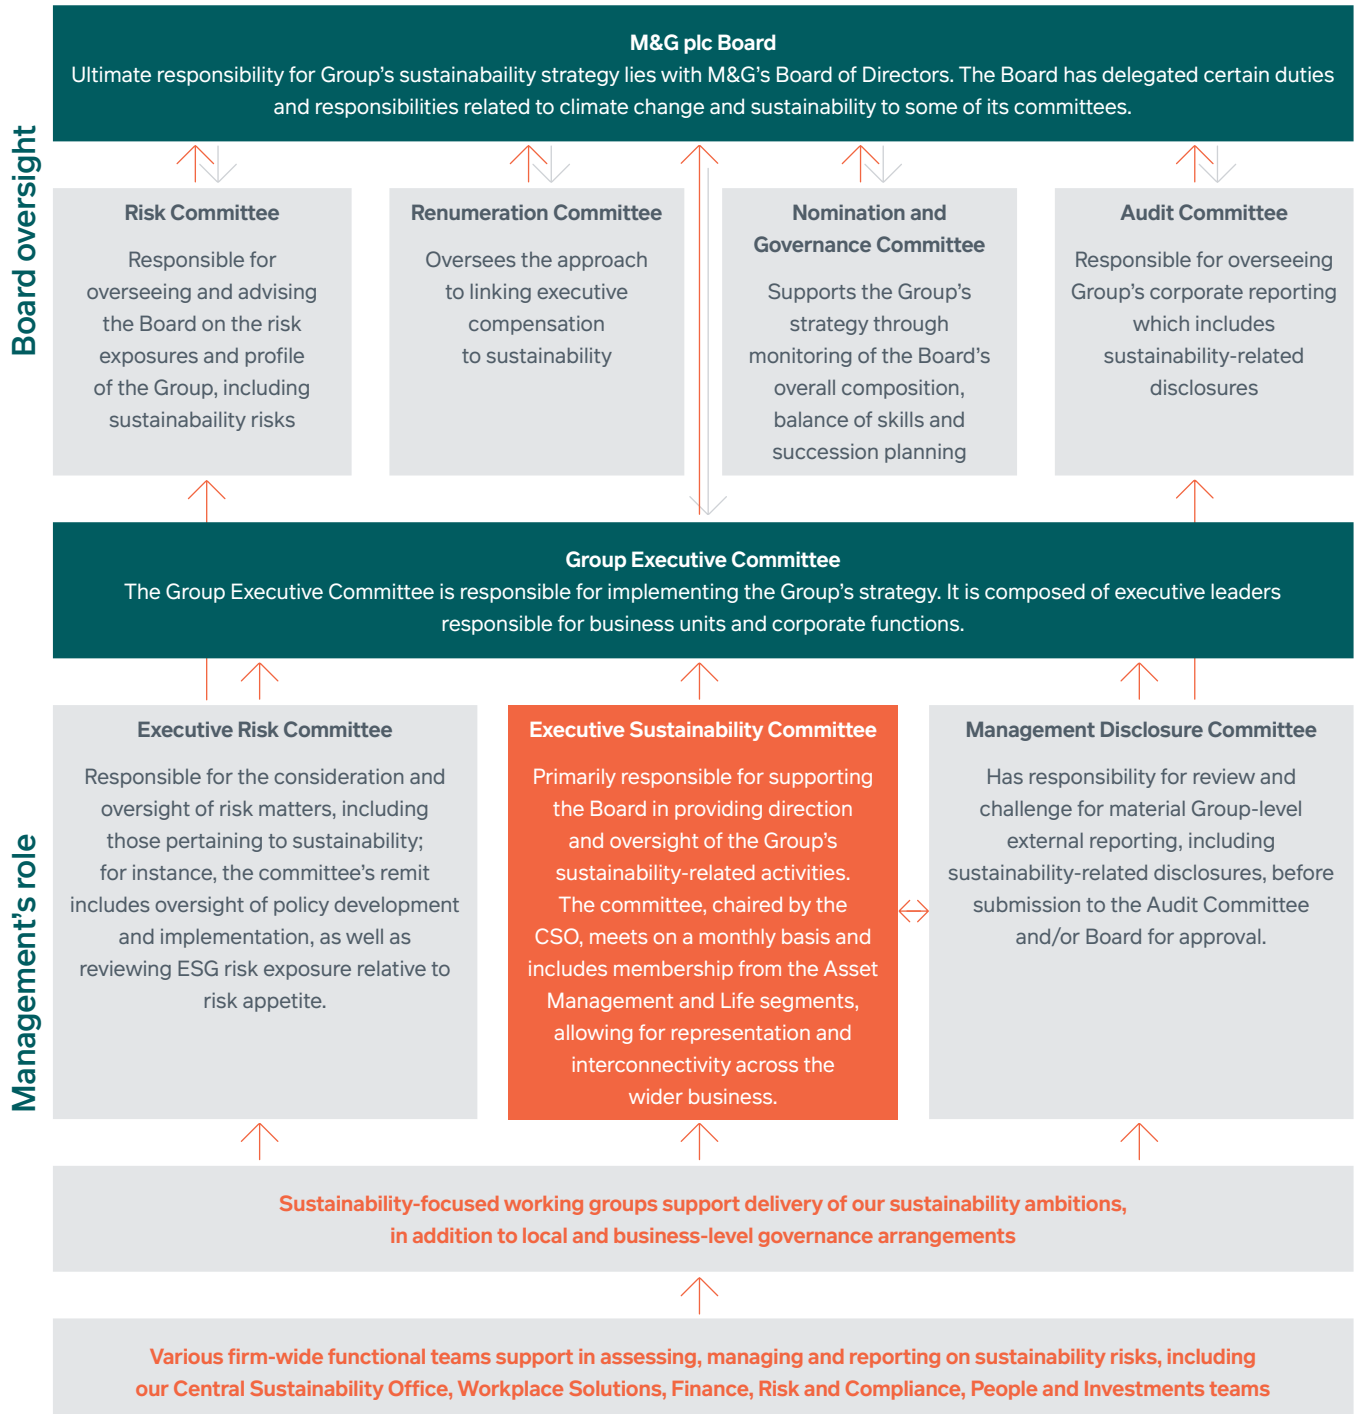 M&G plc Board
Ultimate responsibility for Group's sustainabaility strategy lies with M&G's Board of Directors. The Board has delegated certain duties
and responsibilities related to climate change and sustainability to some of its committees.
Board oversight
Risk Committee
Responsible for
overseeing and advising
the Board on the risk
exposures and profile
of the Group, including
sustainabaility risks
Renumeration Committee
Oversees the approach
to linking executive
compensation
to sustainability
Nomination and
Governance Committee
Supports the Group's
strategy through
monitoring of the Board's
overall composition,
balance of skills and
succession planning
Audit Committee
Responsible for overseeing
Group's corporate reporting
which includes
sustainability-related
disclosures
Group Executive Committee
The Group Executive Committee is responsible for implementing the Group's strategy. It is composed of executive leaders
responsible for business units and corporate functions.
Management's role
Executive Risk Committee
Responsible for the consideration and
oversight of risk matters, including
those pertaining to sustainability;
for instance, the committee's remit
includes oversight of policy development
and implementation, as well as
reviewing ESG risk exposure relative to
risk appetite.
Executive Sustainability Committee
Primarily responsible for supporting
the Board in providing direction
and oversight of the Group's
sustainability-related activities.
The committee, chaired by the
CSO, meets on a monthly basis and
includes membership from the Asset
Management and Life segments,
allowing for representation and
interconnectivity across the
wider business.
Management Disclosure Committee
Has responsibility for review and
challenge for material Group-level
external reporting, including
sustainability-related disclosures, before
submission to the Audit Committee
and/or Board for approval.
Sustainability-focused working groups support delivery of our sustainability ambitions,
in addition to local and business-level governance arrangements
Various firm-wide functional teams support in assessing, managing and reporting on sustainability risks, including
our Central Sustainability Office, Workplace Solutions, Finance, Risk and Compliance, People and Investments teams